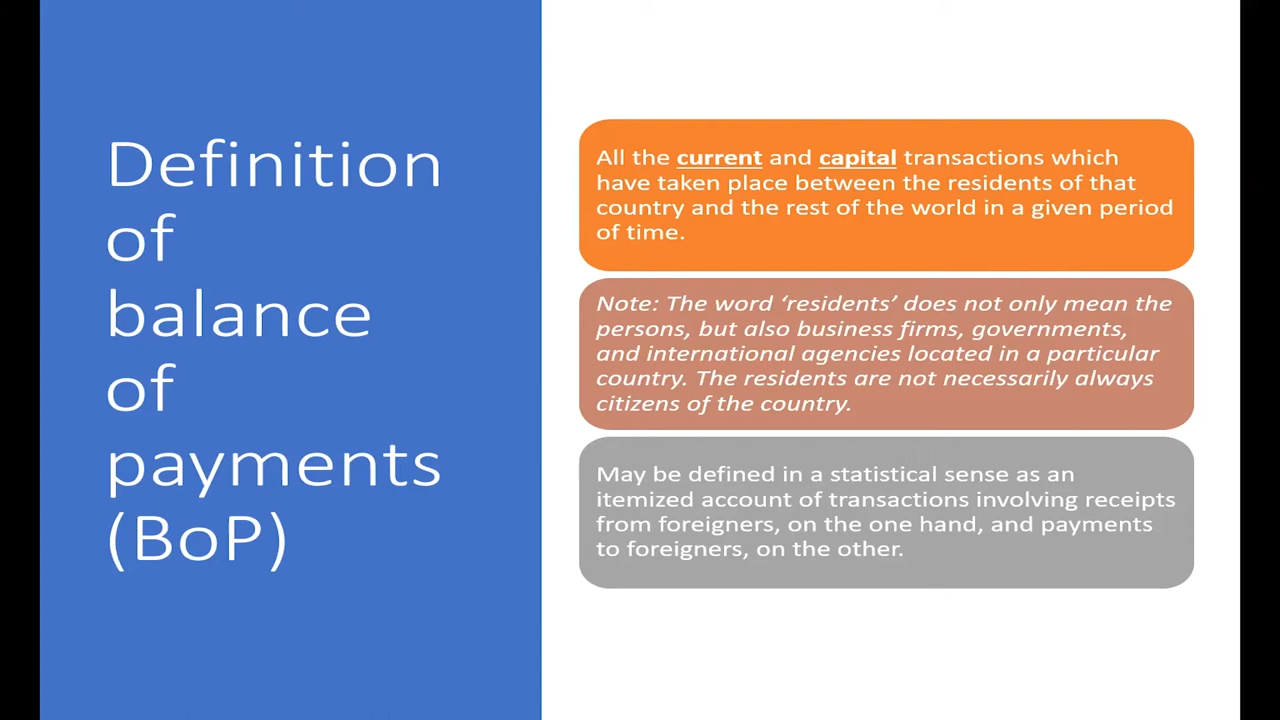 Definition
of
balance
of
payments
(BoP)
All the current and capital transactions which
have taken place between the residents of that
country and the rest of the world in a given period
of time.
Note: The word ‘residents’ does not only mean the
persons, but also business firms, governments,
and international agencies located in a particular
country. The residents are not necessarily always
citizens of the country.
May be defined in a statistical sense as an
itemized account of transactions involving receipts
from foreigners, on the one hand, and payments
to foreigners, on the other.